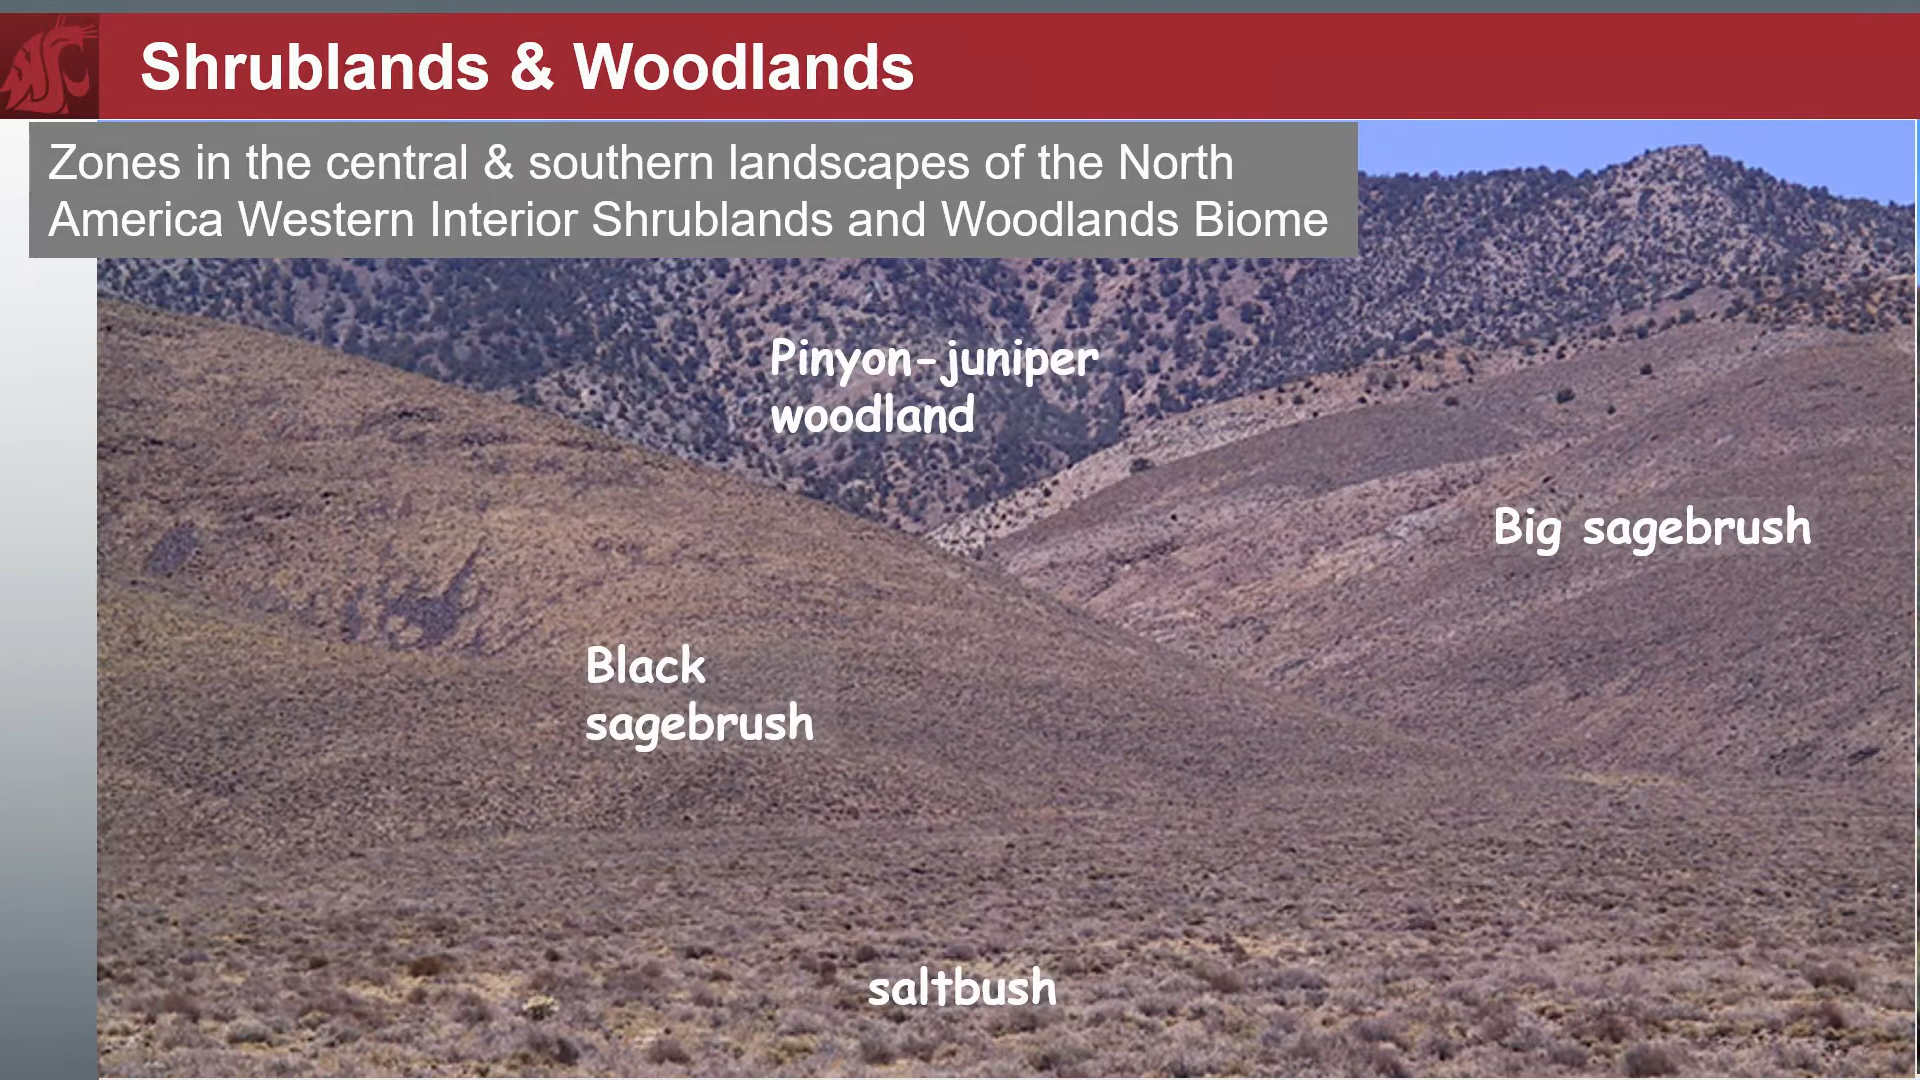 Shrublands & Woodlands
Zones in the central & southern landscapes of the North
America Western Interior Shrublands and Woodlands Biome
Pinyon-juniper
woodland
Big sagebrush
Black
sagebrush
saltbush